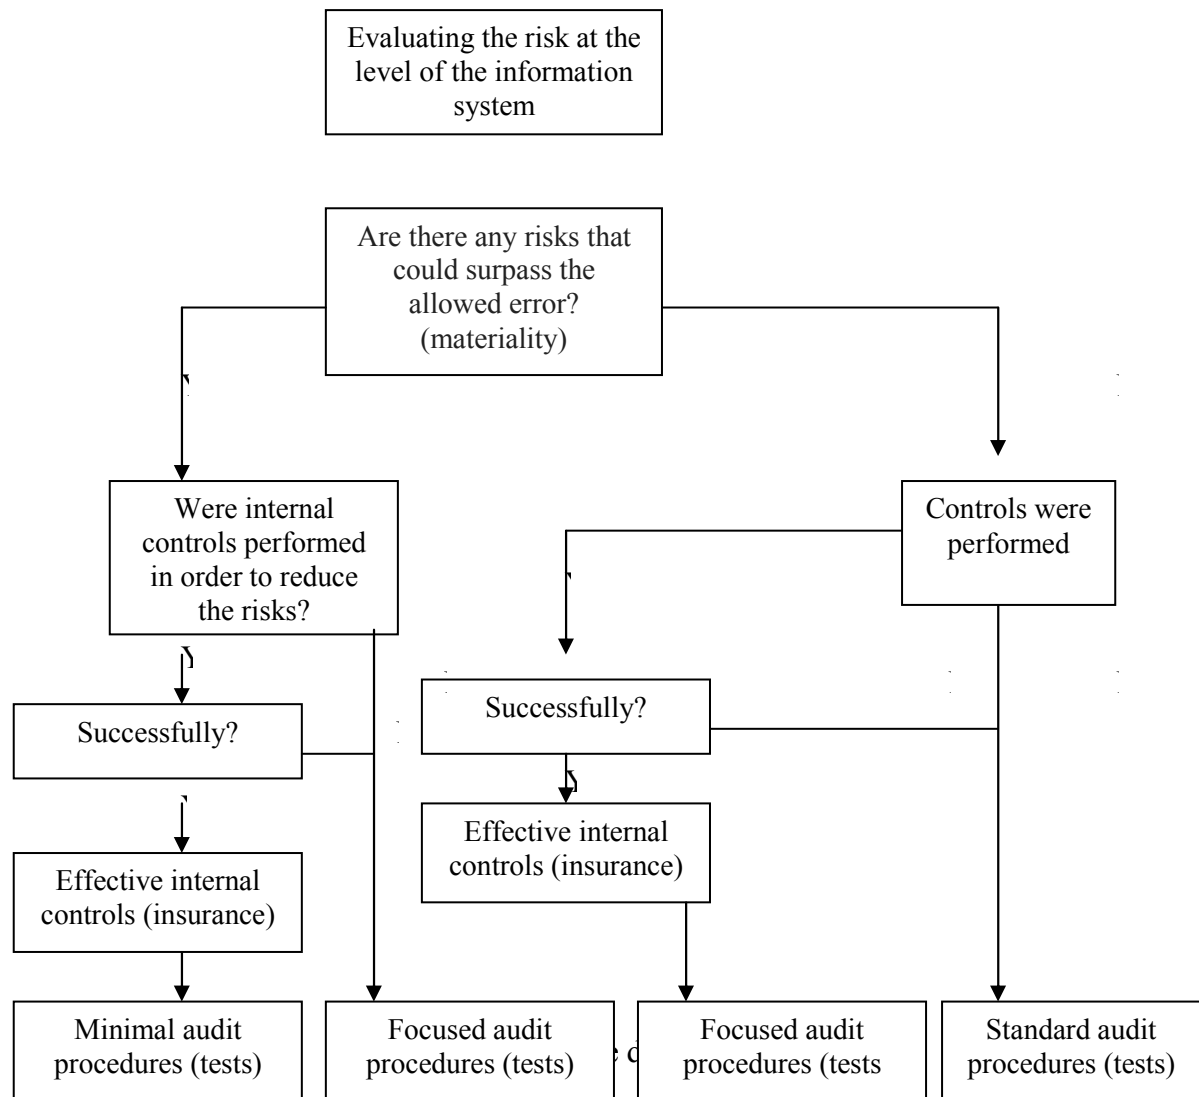 Evaluating the risk at the
level of the information
system
Are there any risks that
could surpass the
allowed error?
(materiality)
Were internal
controls performed
in order to reduce
the risks?
Controls were
performed
Successfully?
Successfully?
Effective internal
controls (insurance)
Effective internal
controls (insurance)
Minimal audit
procedures (tests)
Focused audit
procedures (tests)
Focused audit
procedures (tests
Standard audit
procedures (tests)